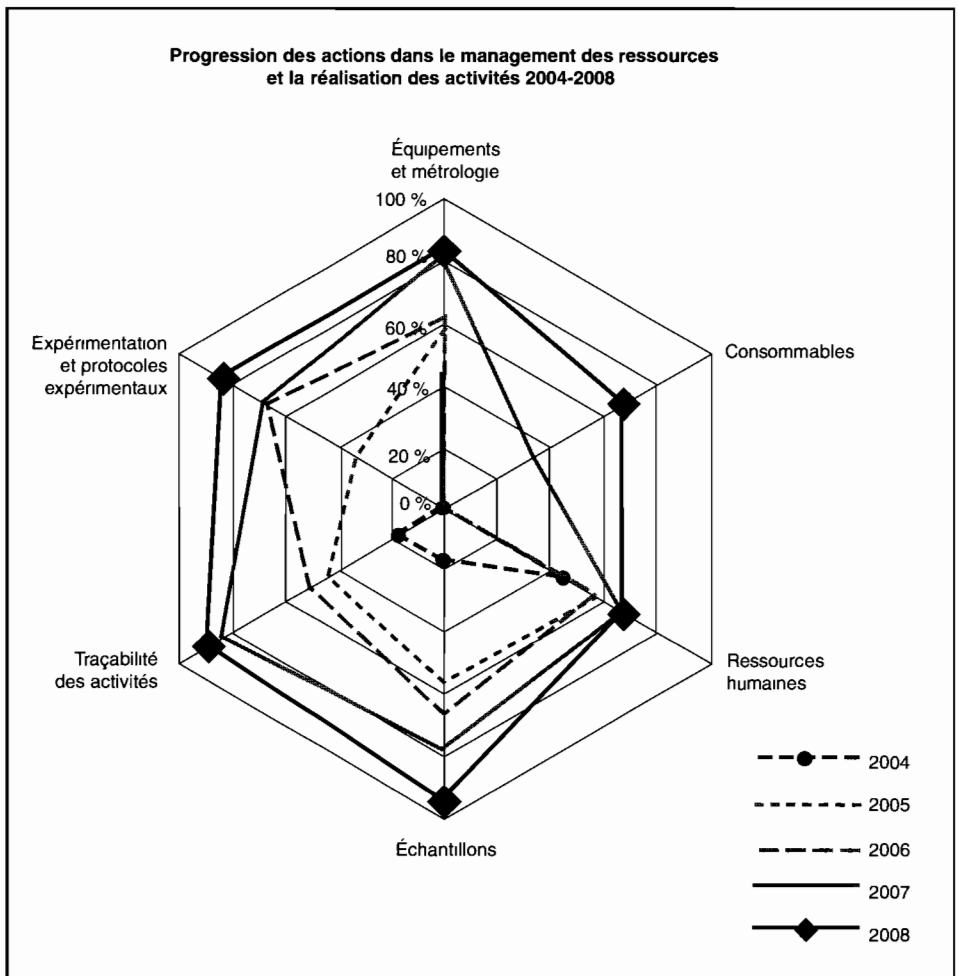 Progression des actions dans le management des ressources
et la réalisation des activités 2004-2008
Équipements
et métrologie
100 %
80 %
60 %
40 %
20 %
0 %
Consommables
Ressources
humaines
Échantillons
Traçabilité
des activités
Expérimentation
et protocoles
expérimentaux
2004
2005
2006
2007
2008